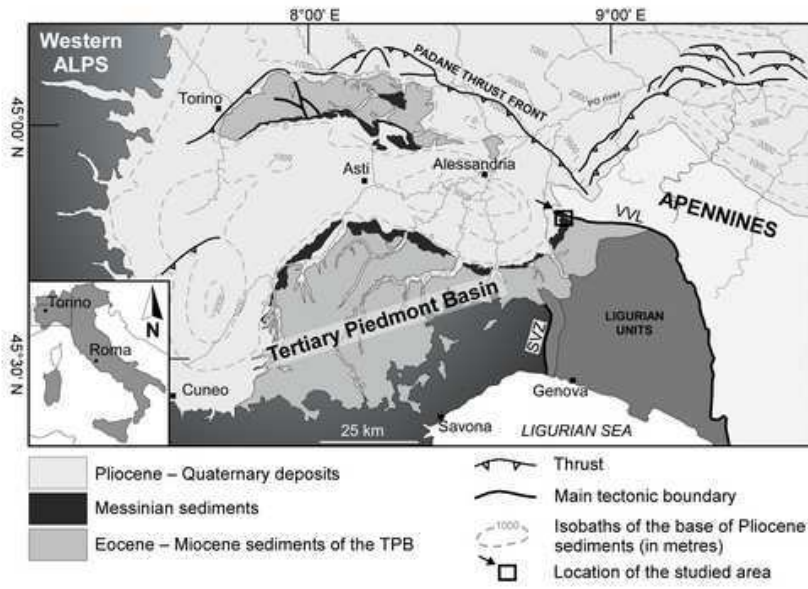 8°00' E
9°00' E
Western
ALPS
PADANE THRUST FRONT
1000
2000
PO river
Torino
45°00' N
1000
Asti
Alessandria
APENNINES
VVL
Torino
N
Roma
Tertiary Piedmont Basin
LIGURIAN
UNITS
SVZ
45°30' N
Cuneo
Genova
Savona
25 km
LIGURIAN SEA
Pliocene – Quaternary deposits
Messinian sediments
Eocene – Miocene sediments of the TPB
Thrust
Main tectonic boundary
1000
Isobaths of the base of Pliocene
sediments (in metres)
Location of the studied area